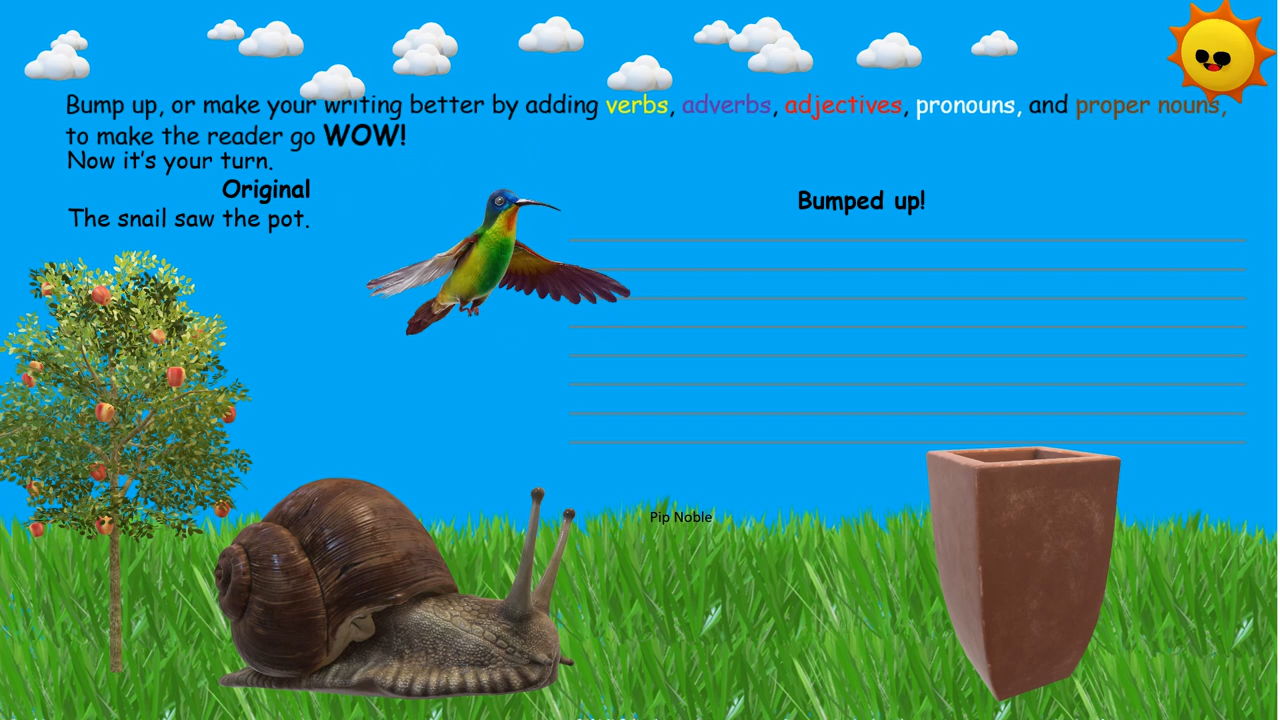 Bump up, or make your writing better by adding verbs, adverbs, adjectives, pronouns, and proper nouns,
to make the reader go WOW!
Now it's your turn.
Original
The snail saw the pot.
Bumped up!
Pip Noble